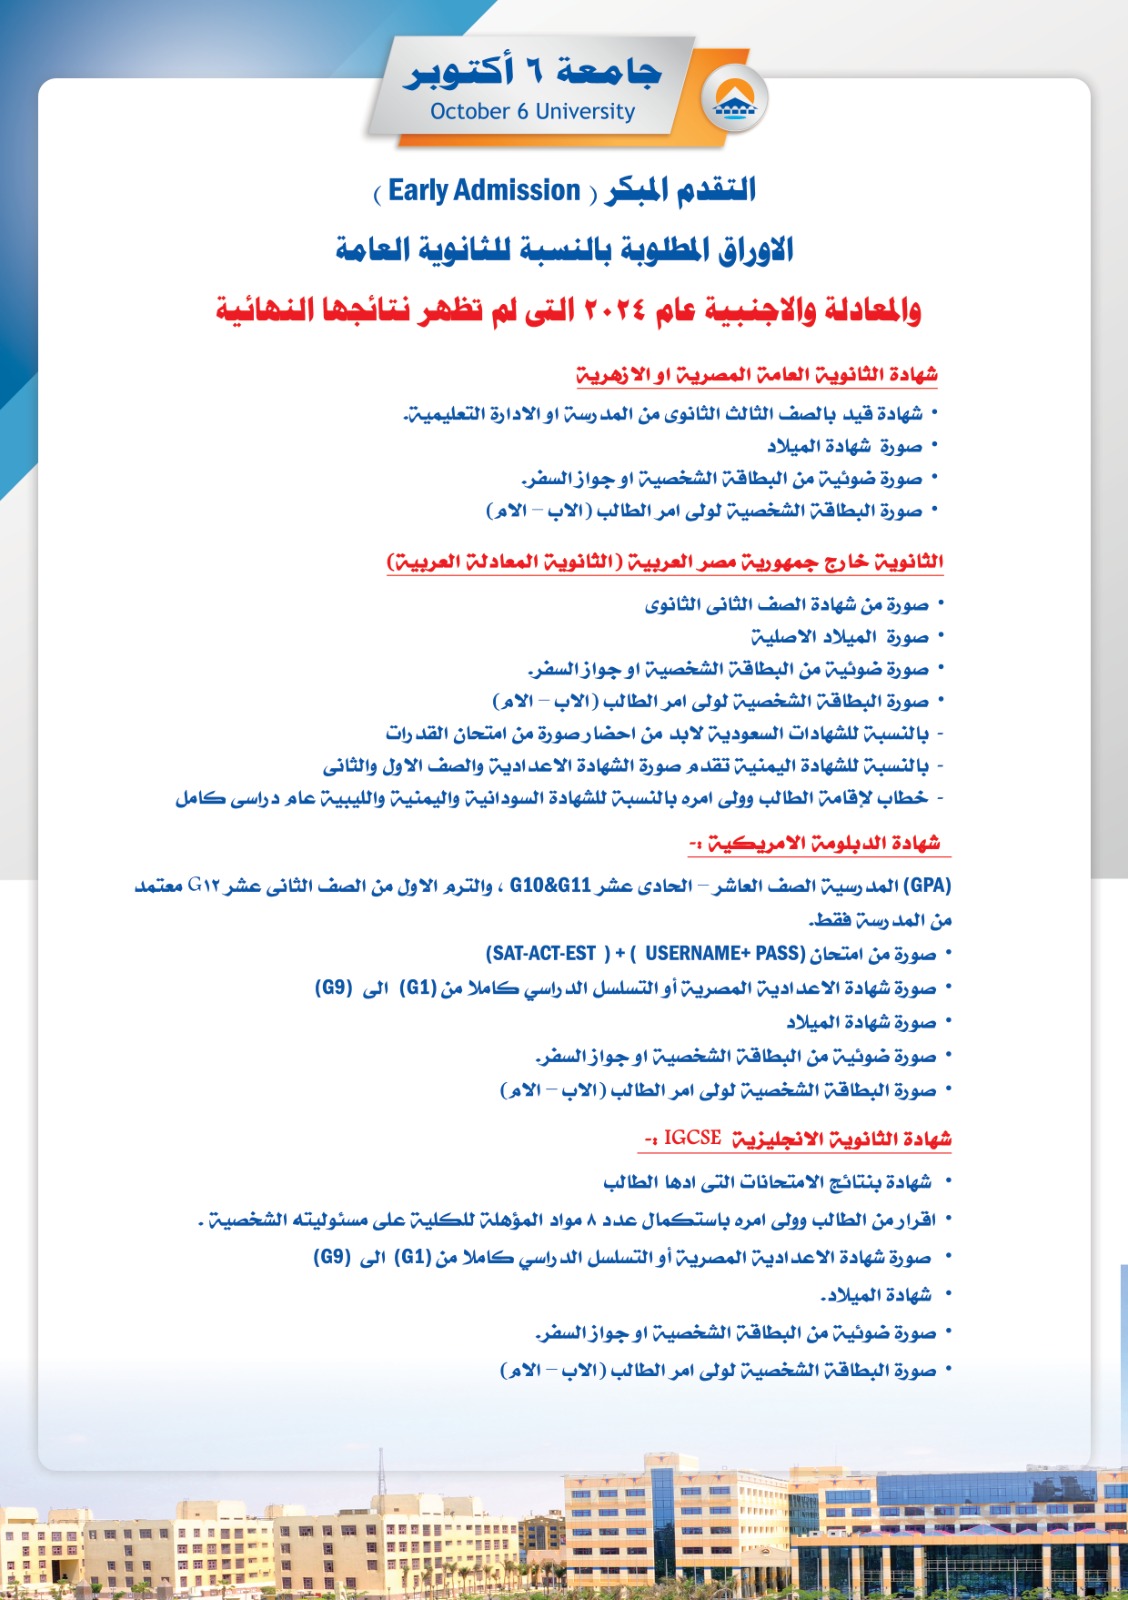 جامعة ٦ أكتوبر
October 6 University
التقدم المبكر ( Early Admission )
الاوراق المطلوبة بالنسبة للثانوية العامة
والمعادلة والاجنبية عام ٢٠٢٤ التى لم تظهر نتائجها النهائية
شهادة الثانوية العامة المصرية او الازهرية
• شهادة قيد بالصف الثالث الثانوى من المدرسة او الادارة التعليمية.
• صورة شهادة الميلاد
• صورة ضوئية من البطاقة الشخصية او جواز السفر.
• صورة البطاقة الشخصية لولى امر الطالب (الاب – الام)
الثانوية خارج جمهورية مصر العربية (الثانوية المعادلة العربية)
• صورة من شهادة الصف الثانى الثانوى
• صورة الميلاد الاصلية
• صورة ضوئية من البطاقة الشخصية او جواز السفر.
• صورة البطاقة الشخصية لولى امر الطالب (الاب – الام)
- بالنسبة للشهادات السعودية لابد من احضار صورة من امتحان القدرات
- بالنسبة للشهادة اليمنية تقدم صورة الشهادة الاعدادية والصف الاول والثانى
- خطاب لإقامة الطالب وولى امره بالنسبة للشهادة السودانية واليمنية والليبية عام دراسى كامل
شهادة الدبلومة الامريكية :-
(GPA) المدرسية الصف العاشر – الحادى عشر G10&G11 ، والترم الاول من الصف الثانى عشر G١٢ معتمد
من المدرسة فقط.
• صورة من امتحان (SAT-ACT-EST ) + ( USERNAME+ PASS)
• صورة شهادة الاعدادية المصرية أو التسلسل الدراسي كاملا من (G1) الى (G9)
• صورة شهادة الميلاد
• صورة ضوئية من البطاقة الشخصية او جواز السفر.
• صورة البطاقة الشخصية لولى امر الطالب (الاب – الام)
شهادة الثانوية الانجليزية IGCSE :-
• شهادة بنتائج الامتحانات التى ادها الطالب
• اقرار من الطالب وولى امره باستكمال عدد ٨ مواد المؤهلة للكلية على مسئوليته الشخصية .
• صورة شهادة الاعدادية المصرية أو التسلسل الدراسي كاملا من (G1) الى (G9)
• شهادة الميلاد.
• صورة ضوئية من البطاقة الشخصية او جواز السفر.
• صورة البطاقة الشخصية لولى امر الطالب (الاب – الام)